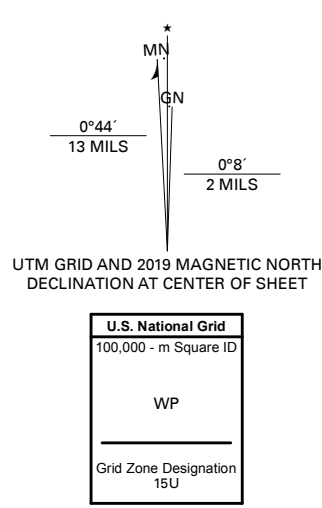 ★
MN
GN
0°44´
13 MILS
0°8´
2 MILS
UTM GRID AND 2019 MAGNETIC NORTH
DECLINATION AT CENTER OF SHEET
U.S. National Grid
100,000 - m Square ID
WP
Grid Zone Designation
15U